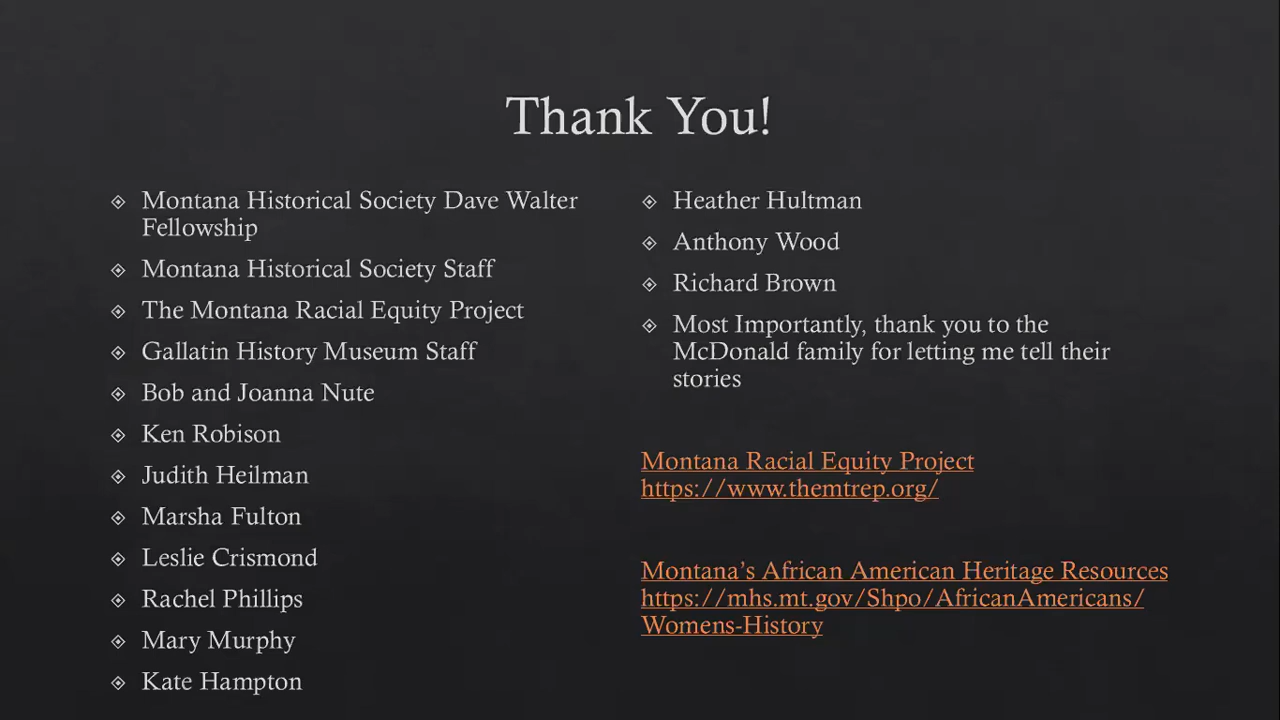 Thank You!
Montana Historical Society Dave Walter
Fellowship
Montana Historical Society Staff
The Montana Racial Equity Project
Gallatin History Museum Staff
Bob and Joanna Nute
Ken Robison
Judith Heilman
Marsha Fulton
Leslie Crismond
Rachel Phillips
Mary Murphy
Kate Hampton
Heather Hultman
Anthony Wood
Richard Brown
Most Importantly, thank you to the
McDonald family for letting me tell their
stories
Montana Racial Equity Project
https://www.themtrep.org/
Montana’s African American Heritage Resources
https://mhs.mt.gov/Shpo/AfricanAmericans/
Womens-History